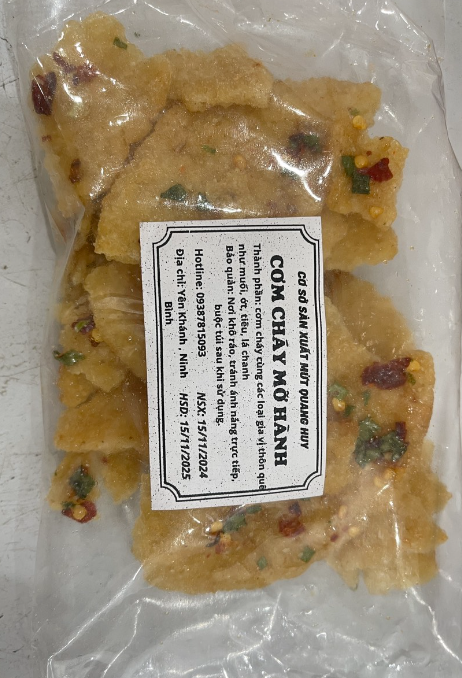 CƠ SỞ SẢN XUẤT MỨT QUANG HUY
CƠM CHÁY MỠ HÀNH
Thành phần: cơm cháy cùng các loại gia vị thôn quê
như muối, ớt, tiêu, lá chanh
Bảo quản: Nơi khô ráo, tránh ánh nắng trực tiếp,
buộc túi sau khi sử dụng.
Hotline: 09387815093 NSX: 15/11/2024
Địa chỉ: Yên Khánh , Ninh HSD: 15/11/2025
Bình